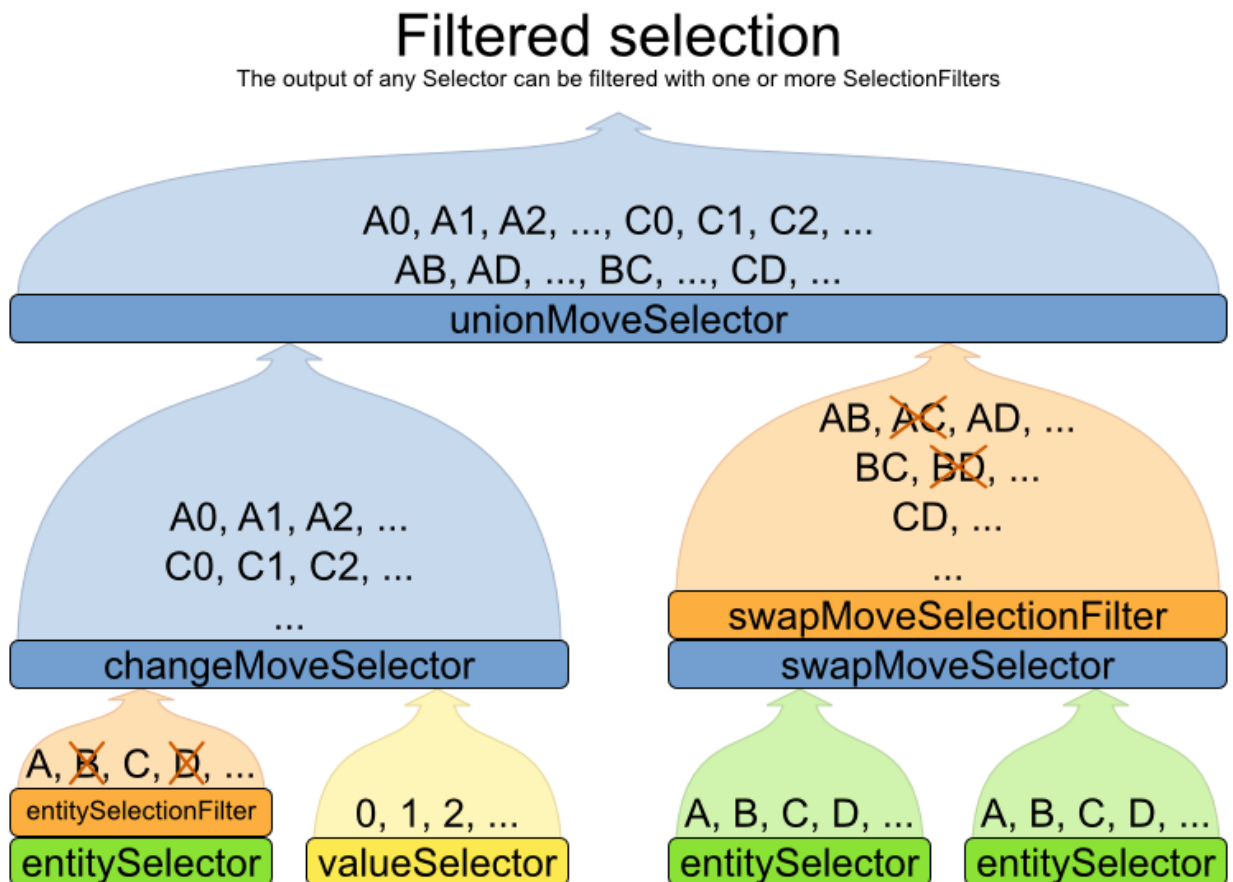 Filtered selection
The output of any Selector can be filtered with one or more SelectionFilters
A0, A1, A2, ..., C0, C1, C2, ...
AB, AD, ..., BC, ..., CD, ...
unionMoveSelector
A0, A1, A2, ...
C0, C1, C2, ...
...
changeMoveSelector
AB, AC, AD, ...
BC, BD, ...
CD, ...
...
swapMoveSelectionFilter
swapMoveSelector
A, B, C, D, ...
entitySelectionFilter
entitySelector
0, 1, 2, ...
valueSelector
A, B, C, D, ...
entitySelector
A, B, C, D, ...
entitySelector